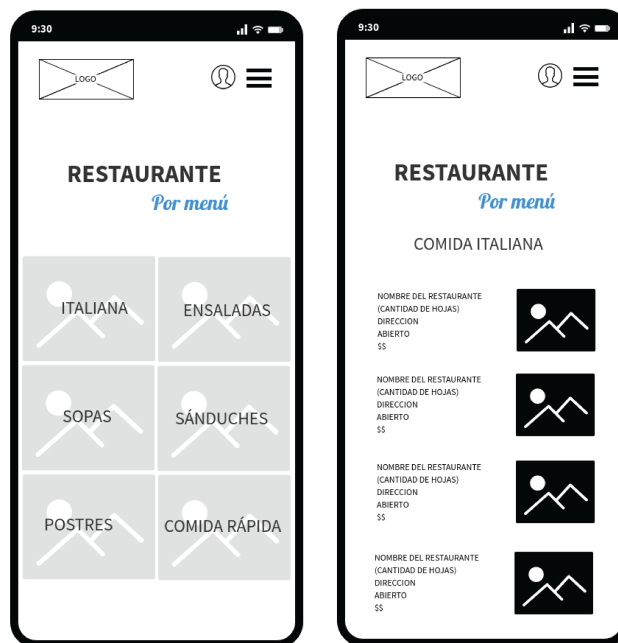 9:30
LOGO
RESTAURANTE
Por menú
ITALIANA
ENSALADAS
SOPAS
SÁNDUCHES
POSTRES
COMIDA RÁPIDA
9:30
LOGO
RESTAURANTE
Por menú
COMIDA ITALIANA
NOMBRE DEL RESTAURANTE
(CANTIDAD DE HOJAS)
DIRECCION
ABIERTO
$$
NOMBRE DEL RESTAURANTE
(CANTIDAD DE HOJAS)
DIRECCION
ABIERTO
$$
NOMBRE DEL RESTAURANTE
(CANTIDAD DE HOJAS)
DIRECCION
ABIERTO
$$
NOMBRE DEL RESTAURANTE
(CANTIDAD DE HOJAS)
DIRECCION
ABIERTO
$$